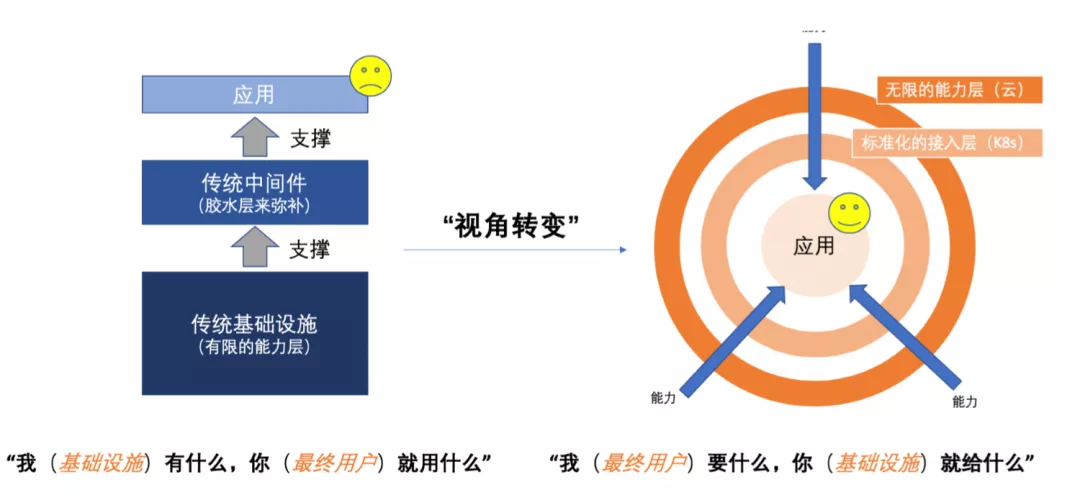 应用
支撑
传统中间件
（胶水层来弥补）
支撑
传统基础设施
（有限的能力层）
“视角转变”
无限的能力层（云）
标准化的接入层（K8s）
应用
能力
能力
“我（基础设施）有什么，你（最终用户）就用什么”
“我（最终用户）要什么，你（基础设施）就给什么”